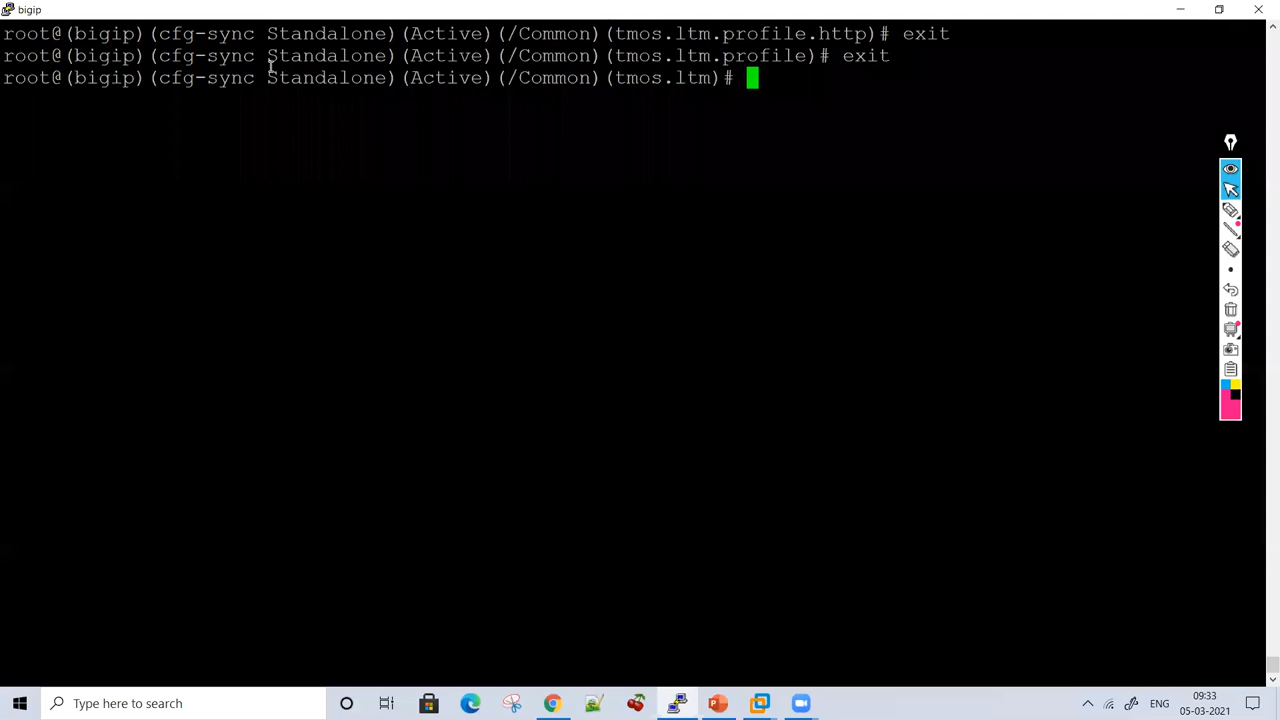 bigip
root@(bigip)(cfg-sync Standalone)(Active)(/Common)(tmos.ltm.profile.http)# exit
root@(bigip)(cfg-sync Standalone)(Active)(/Common)(tmos.ltm.profile)# exit
root@(bigip)(cfg-sync Standalone)(Active)(/Common)(tmos.ltm)#
Type here to search
ENG
09:33
05-03-2021